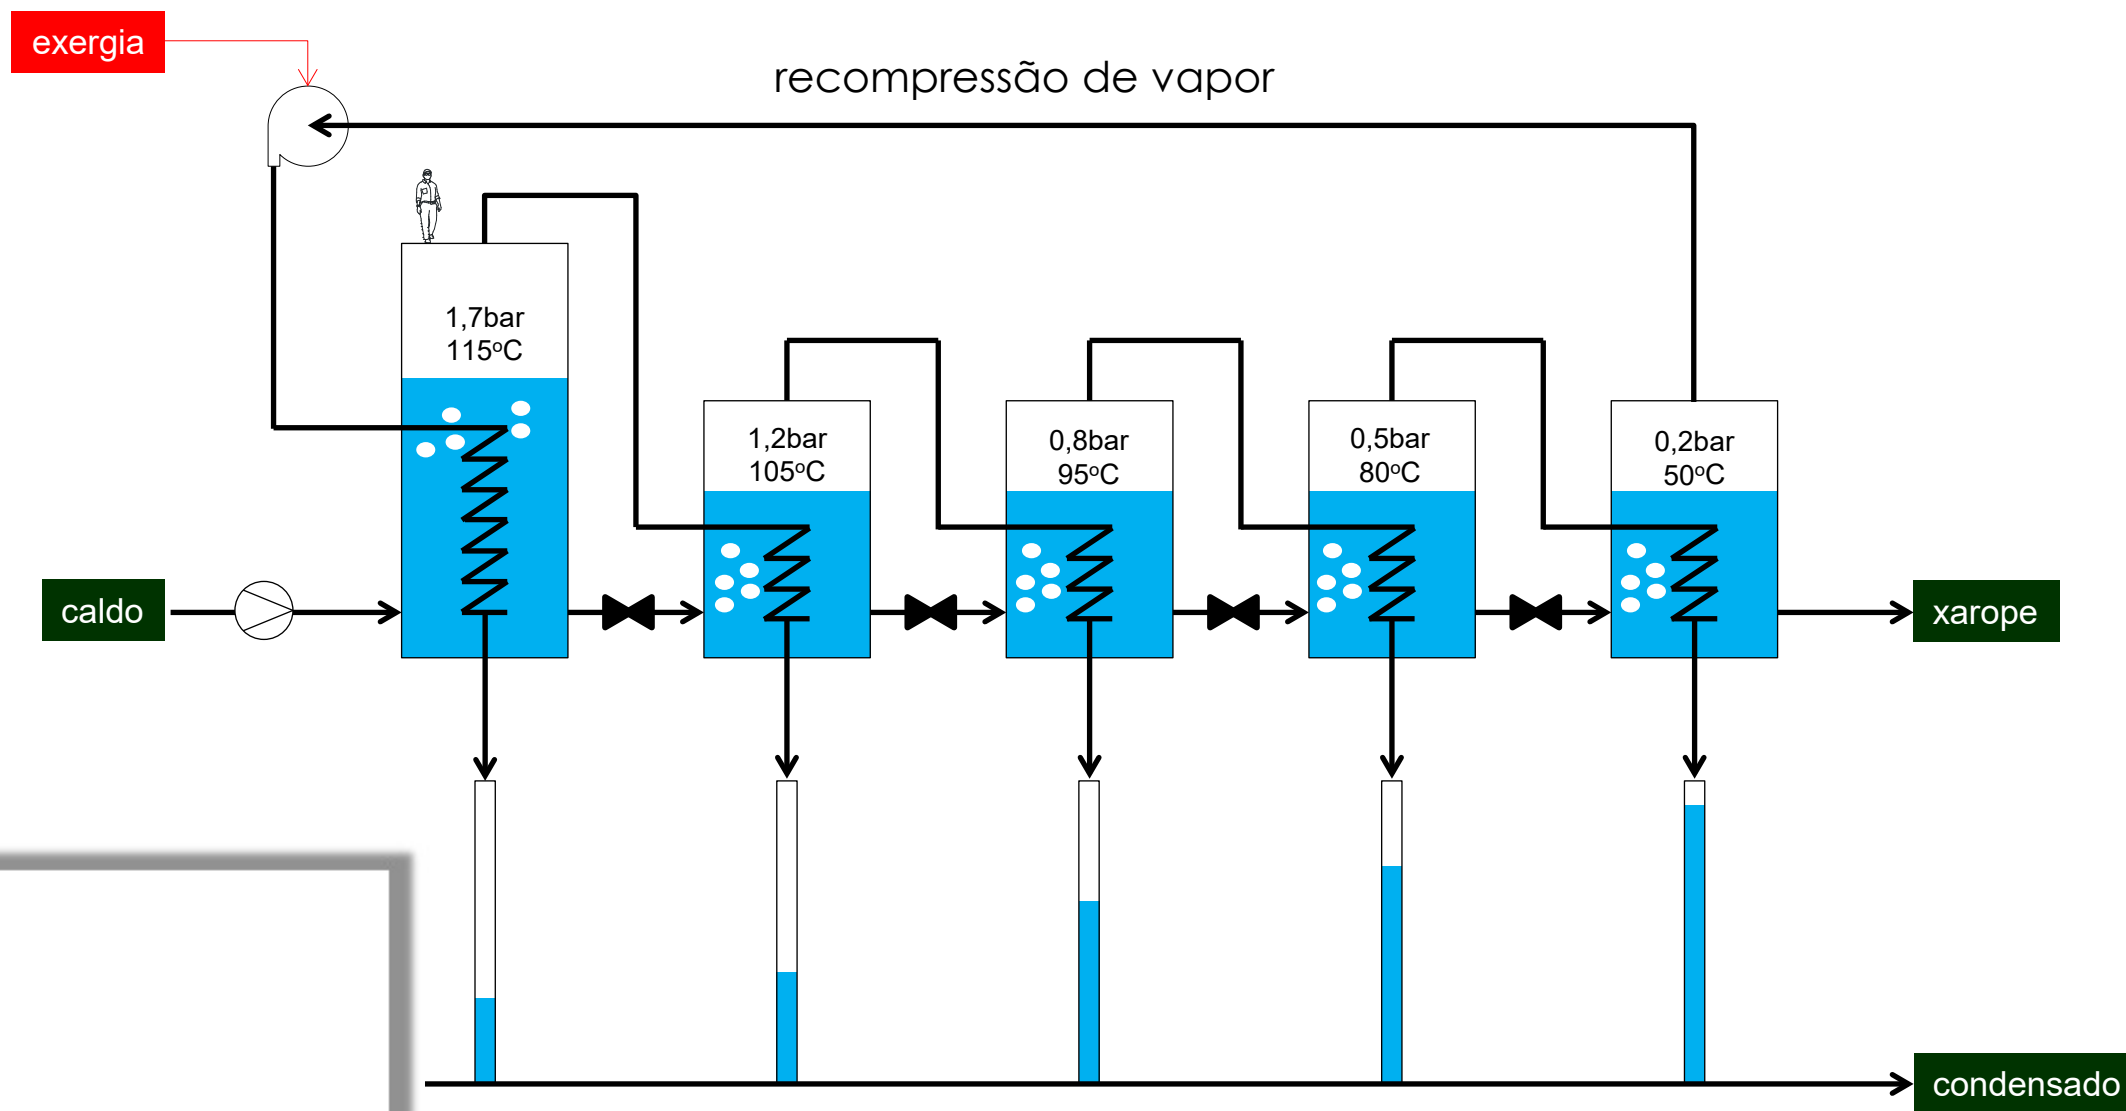 exergia
recompressão de vapor
1,7bar
115ºC
1,2bar
105ºC
0,8bar
95ºC
0,5bar
80ºC
0,2bar
50ºC
caldo
xarope
condensado